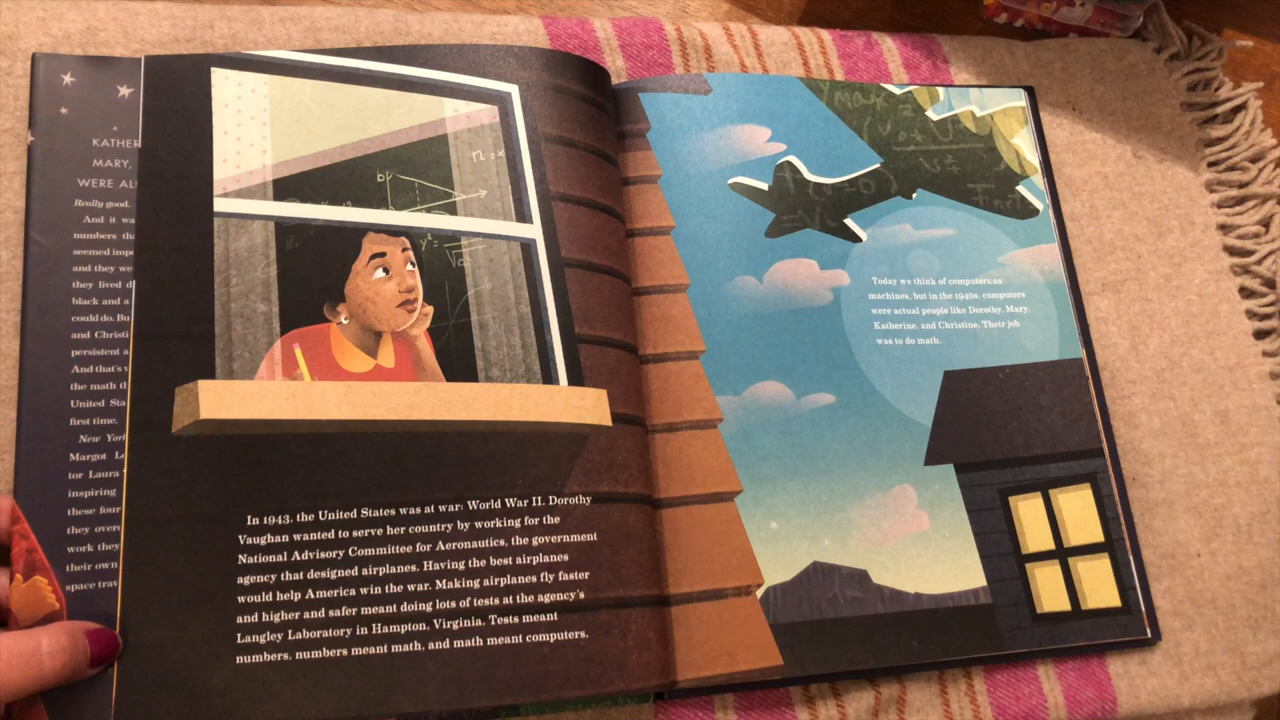 KATHER
MARY,
WERE ALL
Really good.
And it wa
numbers tha
seemed imp
and they we
they lived d
black and a
could do. Bu
and Christi
persistent a
And that's
the math th
United Sta
first time.
New York
Margot L
tor Laura
inspiring
these four
they over
work they
their own
space trav
b
n = x
y² =
In 1943, the United States was at war: World War II. Dorothy
Vaughan wanted to serve her country by working for the
National Advisory Committee for Aeronautics, the government
agency that designed airplanes. Having the best airplanes
would help America win the war. Making airplanes fly faster
and higher and safer meant doing lots of tests at the agency's
Langley Laboratory in Hampton, Virginia. Tests meant
numbers, numbers meant math, and math meant computers.
Ymax =
Today we think of computers as
machines, but in the 1940s, computers
were actual people like Dorothy, Mary,
Katherine, and Christine. Their job
was to do math.